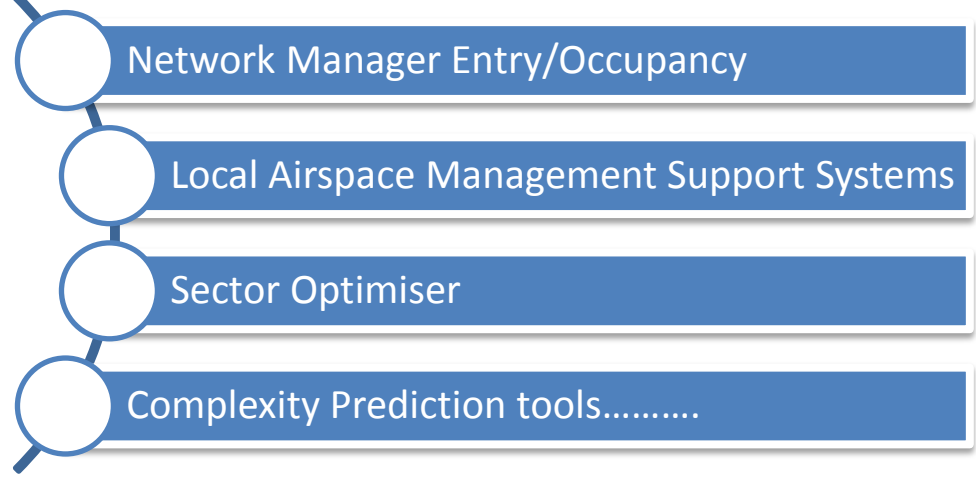 Network Manager Entry/Occupancy
Local Airspace Management Support Systems
Sector Optimiser
Complexity Prediction tools……….